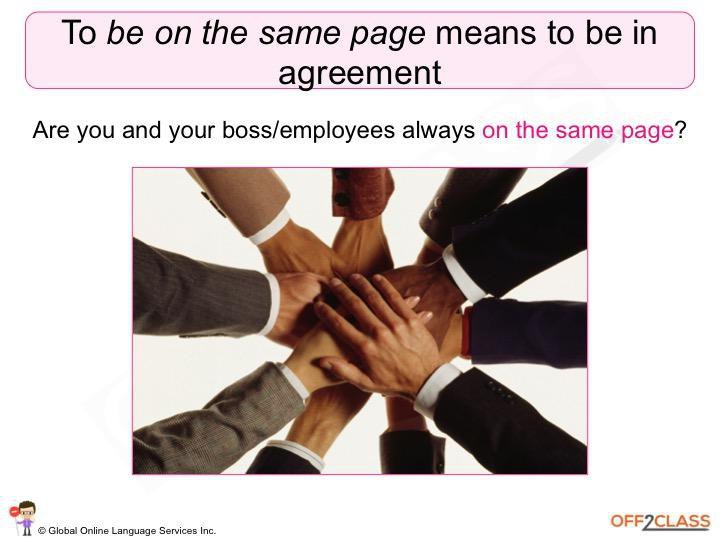 To be on the same page means to be in
agreement
Are you and your boss/employees always on the same page?
© Global Online Language Services Inc.
OFF2CLASS